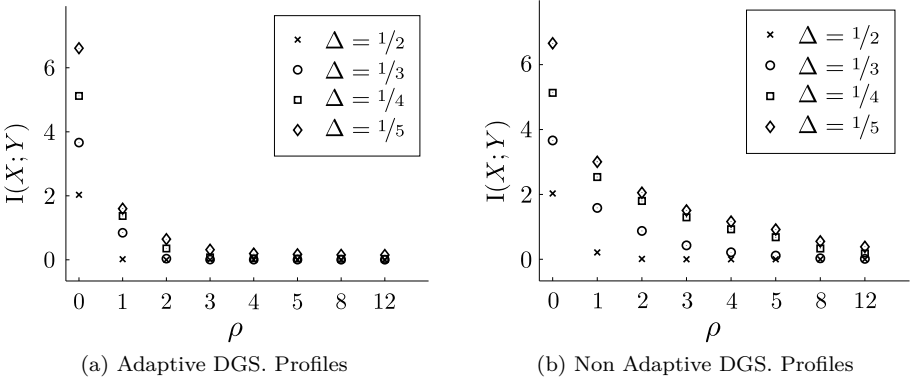 I(X; Y)
6
4
2
0
0 1 2 3 4 5 8 12
ρ
Δ = 1/2
Δ = 1/3
Δ = 1/4
Δ = 1/5
(a) Adaptive DGS. Profiles
I(X; Y)
6
4
2
0
0 1 2 3 4 5 8 12
ρ
Δ = 1/2
Δ = 1/3
Δ = 1/4
Δ = 1/5
(b) Non Adaptive DGS. Profiles